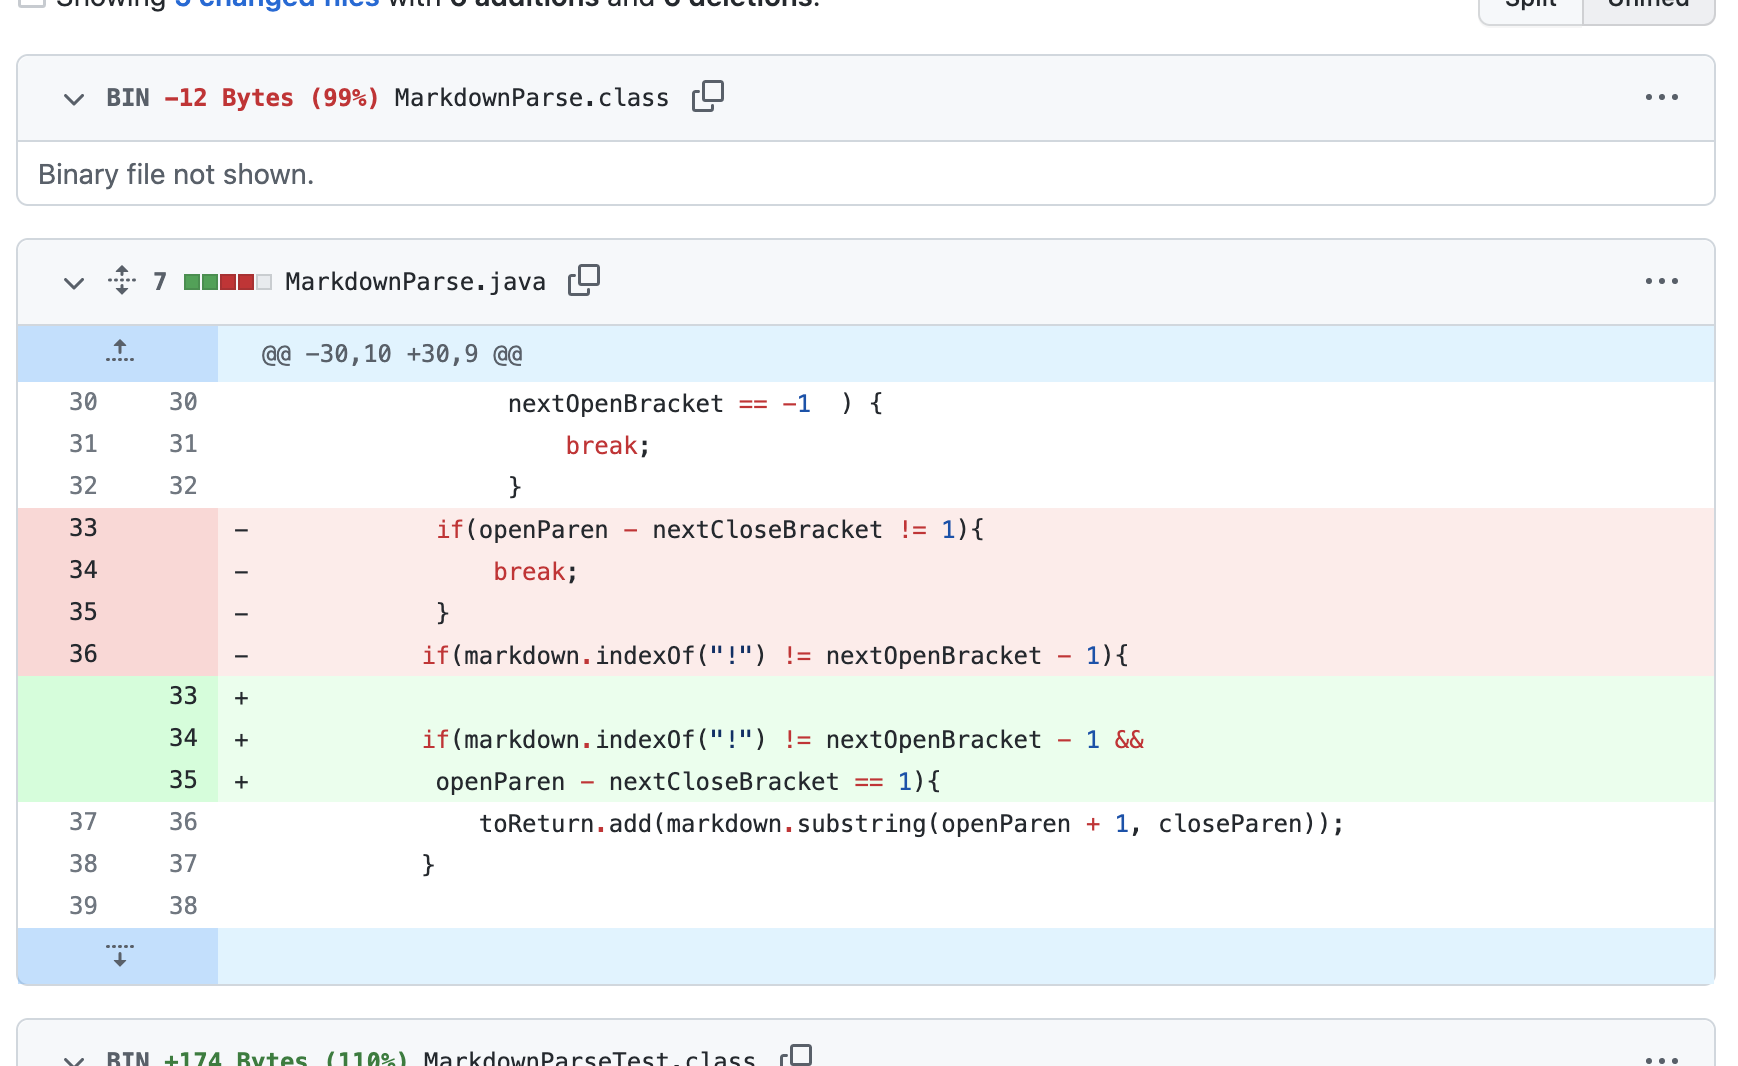 Showing changed files with additions and deletions.
Split Unified
BIN −12 Bytes (99%) MarkdownParse.class
Binary file not shown.
7 MarkdownParse.java
@@ −30,10 +30,9 @@
30 30 nextOpenBracket == −1  ) {
31 31 break;
32 32 }
33 − if(openParen − nextCloseBracket != 1){
34 − break;
35 − }
36 − if(markdown.indexOf("!") != nextOpenBracket − 1){
33 +
34 + if(markdown.indexOf("!") != nextOpenBracket − 1 &&
35 + openParen − nextCloseBracket == 1){
37 36 toReturn.add(markdown.substring(openParen + 1, closeParen));
38 37 }
39 38
BIN +174 Bytes (110%) MarkdownParseTest.class